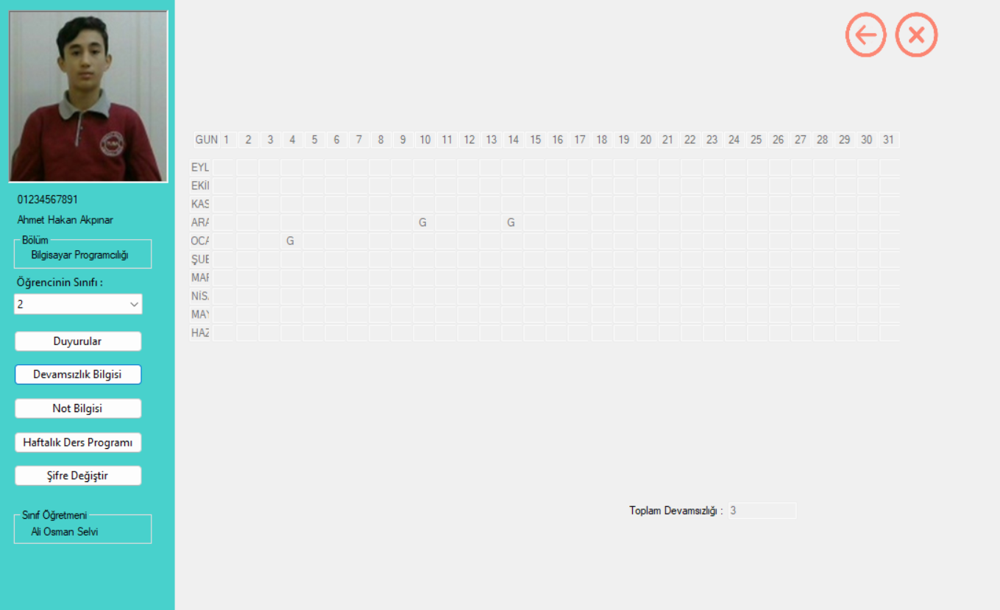 01234567891
Ahmet Hakan Akpınar
Bölüm
Bilgisayar Programcılığı
Öğrencinin Sınıfı :
2
Duyurular
Devamsızlık Bilgisi
Not Bilgisi
Haftalık Ders Programı
Şifre Değiştir
Sınıf Öğretmeni
Ali Osman Selvi
GUN 1 2 3 4 5 6 7 8 9 10 11 12 13 14 15 16 17 18 19 20 21 22 23 24 25 26 27 28 29 30 31
EYL
EKİ
KAS
ARA G G
OCA G
ŞUB
MAR
NİS
MAY
HAZ
Toplam Devamsızlığı : 3